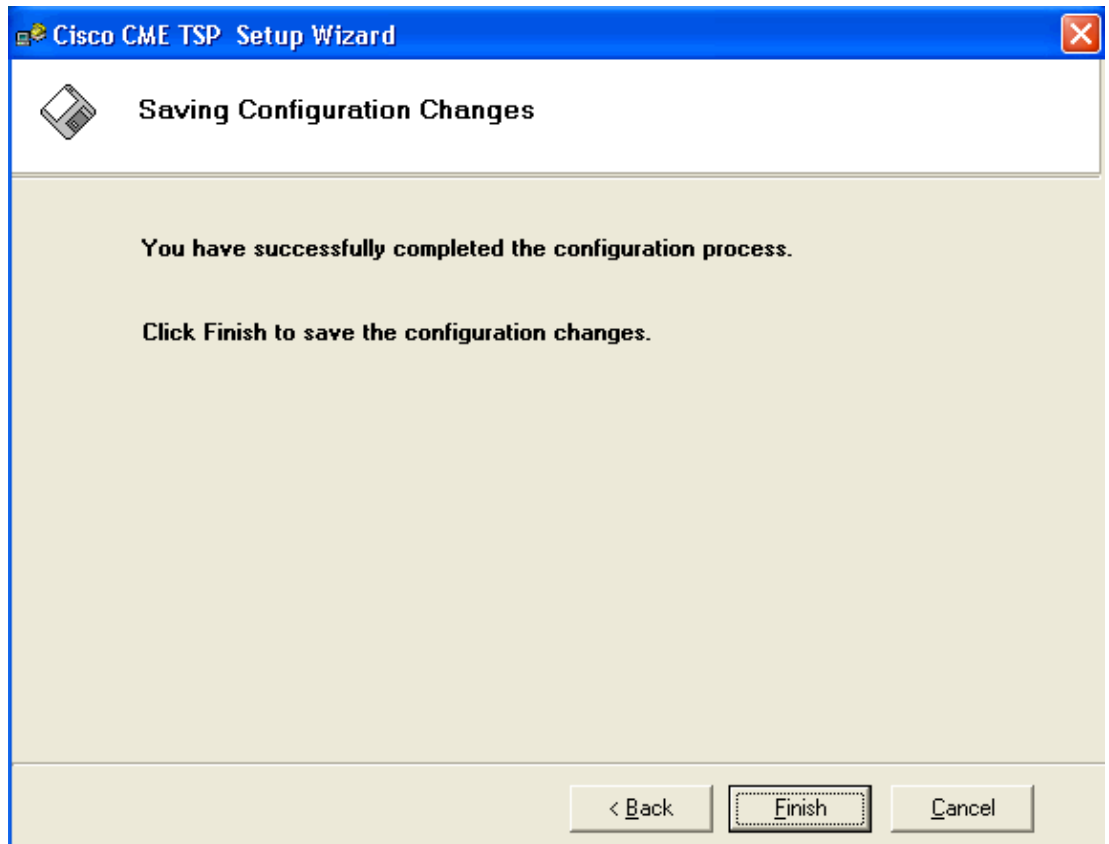 Cisco CME TSP  Setup Wizard
Saving Configuration Changes
You have successfully completed the configuration process.
Click Finish to save the configuration changes.
< Back
Finish
Cancel